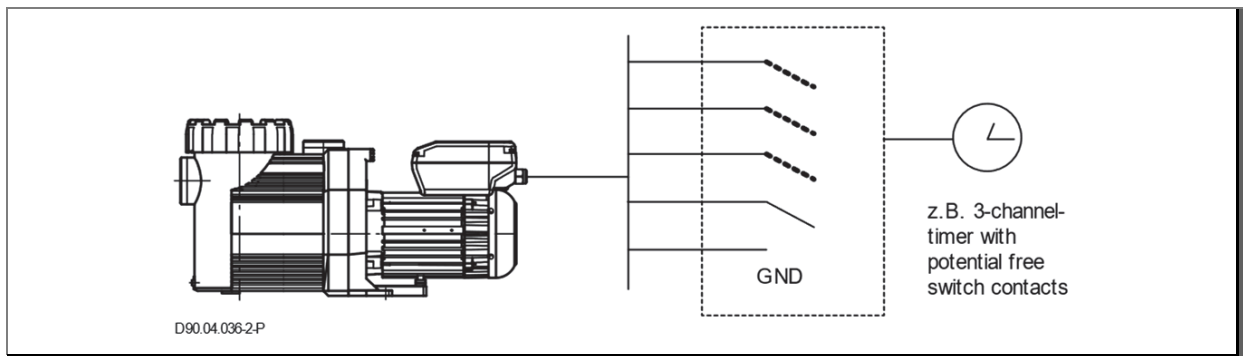 GND
z.B. 3-channel-
timer with
potential free
switch contacts
D90.04.036-2-P